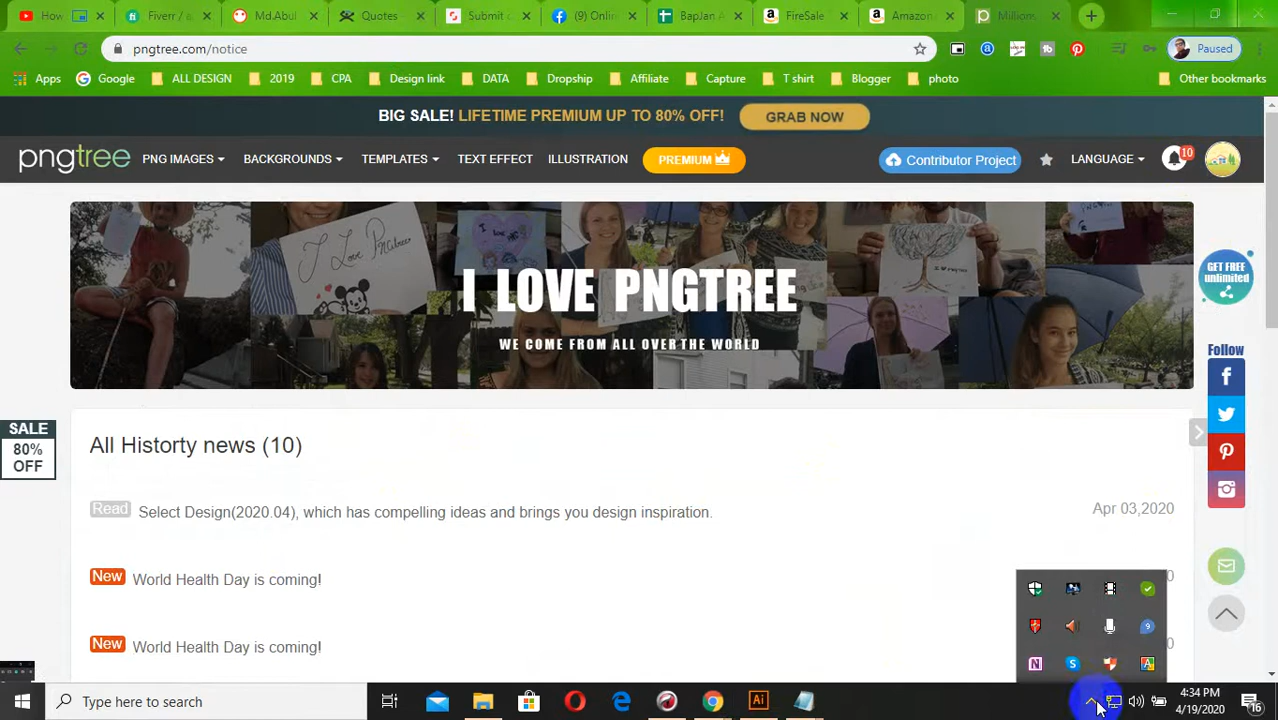 How
Fiverr / a
Md.Abul
Quotes
Submit c
(9) Onlin
BapJan A
FireSale
Amazon
Millions
pngtree.com/notice
Paused
Apps
Google
ALL DESIGN
2019
CPA
Design link
DATA
Dropship
Affiliate
Capture
T shirt
Blogger
photo
Other bookmarks
BIG SALE! LIFETIME PREMIUM UP TO 80% OFF! GRAB NOW
pngtree PNG IMAGES BACKGROUNDS TEMPLATES TEXT EFFECT ILLUSTRATION PREMIUM Contributor Project LANGUAGE 10
I Love PNGtree
I LOVE PNGTREE
WE COME FROM ALL OVER THE WORLD
GET FREE
unlimited
Follow
SALE
80%
OFF
All Historty news (10)
Read Select Design(2020.04), which has compelling ideas and brings you design inspiration. Apr 03,2020
New World Health Day is coming! 0
New World Health Day is coming! 0
Type here to search
Ai
4:34 PM
4/19/2020
16